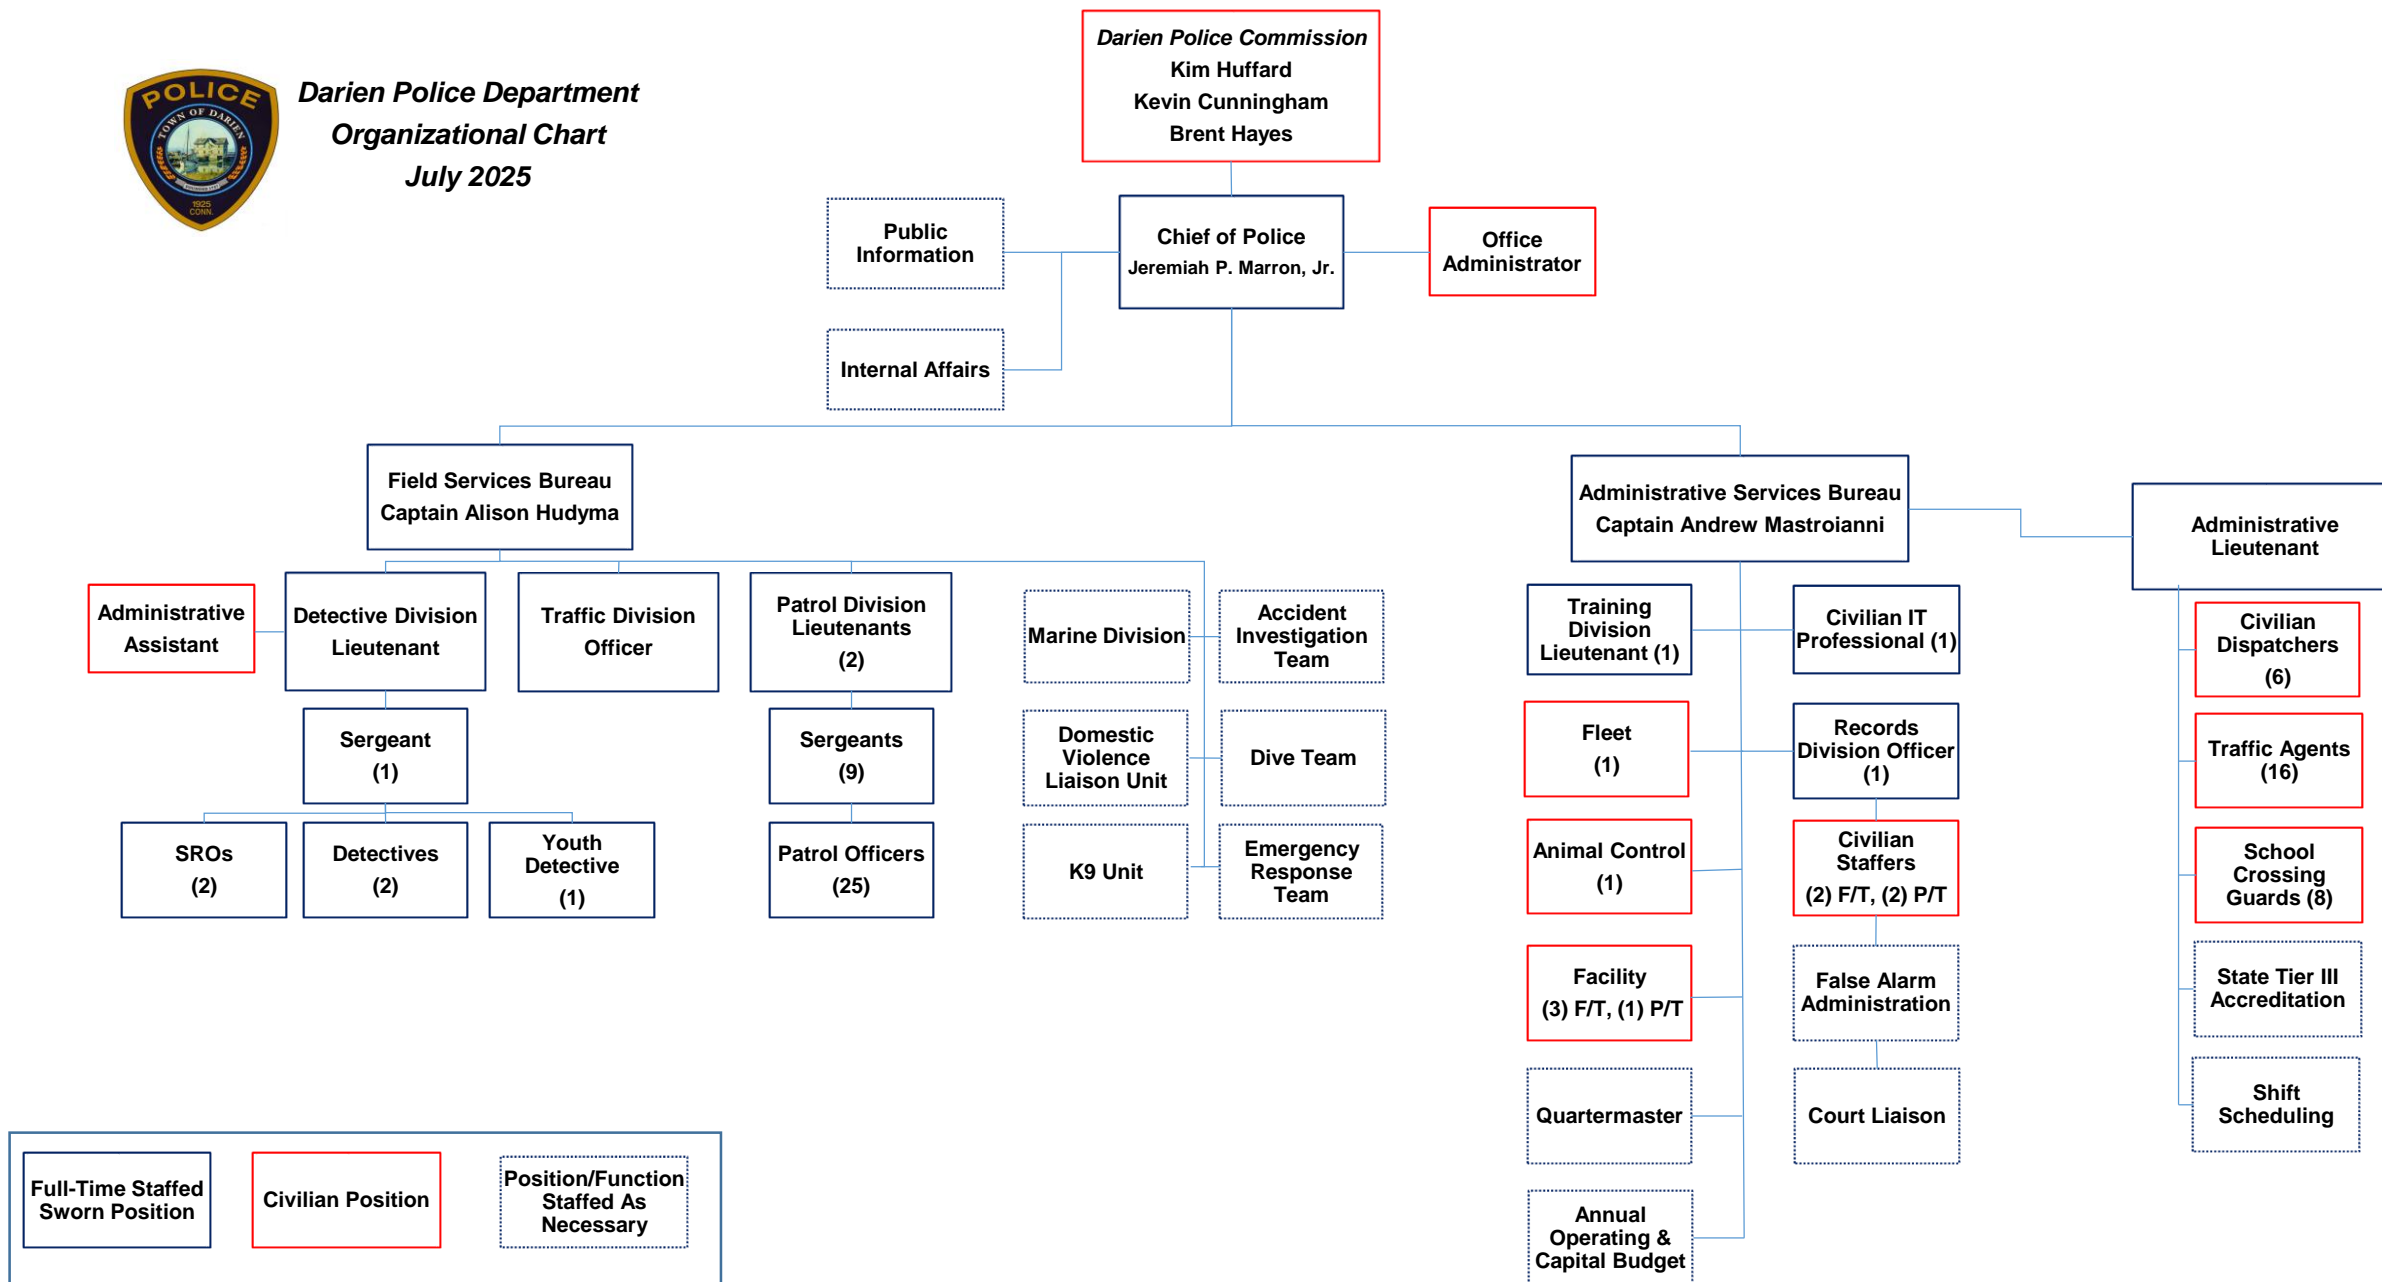 POLICE
TOWN OF DARIEN
1925
CONN.
Darien Police Department
Organizational Chart
July 2025
Darien Police Commission
Kim Huffard
Kevin Cunningham
Brent Hayes
Public
Information
Chief of Police
Jeremiah P. Marron, Jr.
Office
Administrator
Internal Affairs
Field Services Bureau
Captain Alison Hudyma
Administrative Services Bureau
Captain Andrew Mastroianni
Administrative
Lieutenant
Administrative
Assistant
Detective Division
Lieutenant
Traffic Division
Officer
Patrol Division
Lieutenants
(2)
Marine Division
Accident
Investigation
Team
Training
Division
Lieutenant (1)
Civilian IT
Professional (1)
Civilian
Dispatchers
(6)
Sergeant
(1)
Sergeants
(9)
Domestic
Violence
Liaison Unit
Dive Team
Fleet
(1)
Records
Division Officer
(1)
Traffic Agents
(16)
SROs
(2)
Detectives
(2)
Youth
Detective
(1)
Patrol Officers
(25)
K9 Unit
Emergency
Response
Team
Animal Control
(1)
Civilian
Staffers
(2) F/T, (2) P/T
School
Crossing
Guards (8)
Facility
(3) F/T, (1) P/T
False Alarm
Administration
State Tier III
Accreditation
Quartermaster
Court Liaison
Shift
Scheduling
Annual
Operating &
Capital Budget
Full-Time Staffed
Sworn Position
Civilian Position
Position/Function
Staffed As
Necessary